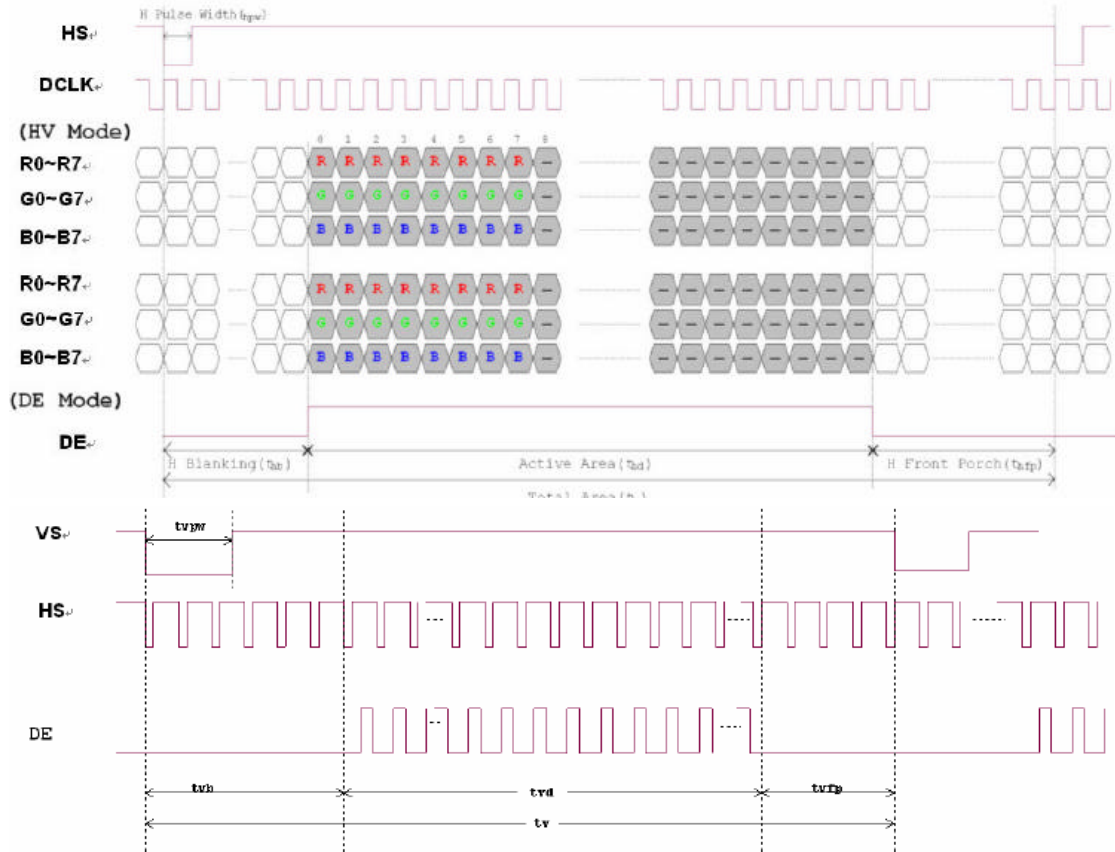 H Pulse Width(thpw)
HS
DCLK
(HV Mode)
0 1 2 3 4 5 6 7 8
R0~R7 R R R R R R R R
G0~G7 G G G G G G G G
B0~B7 B B B B B B B B
R0~R7 R R R R R R R R
G0~G7 G G G G G G G G
B0~B7 B B B B B B B B
(DE Mode)
DE
H Blanking(thb) Active Area(thd) H Front Porch(thfp)
Total Area(
VS tvpw
HS
DE
tvb tvd tvfp
tv